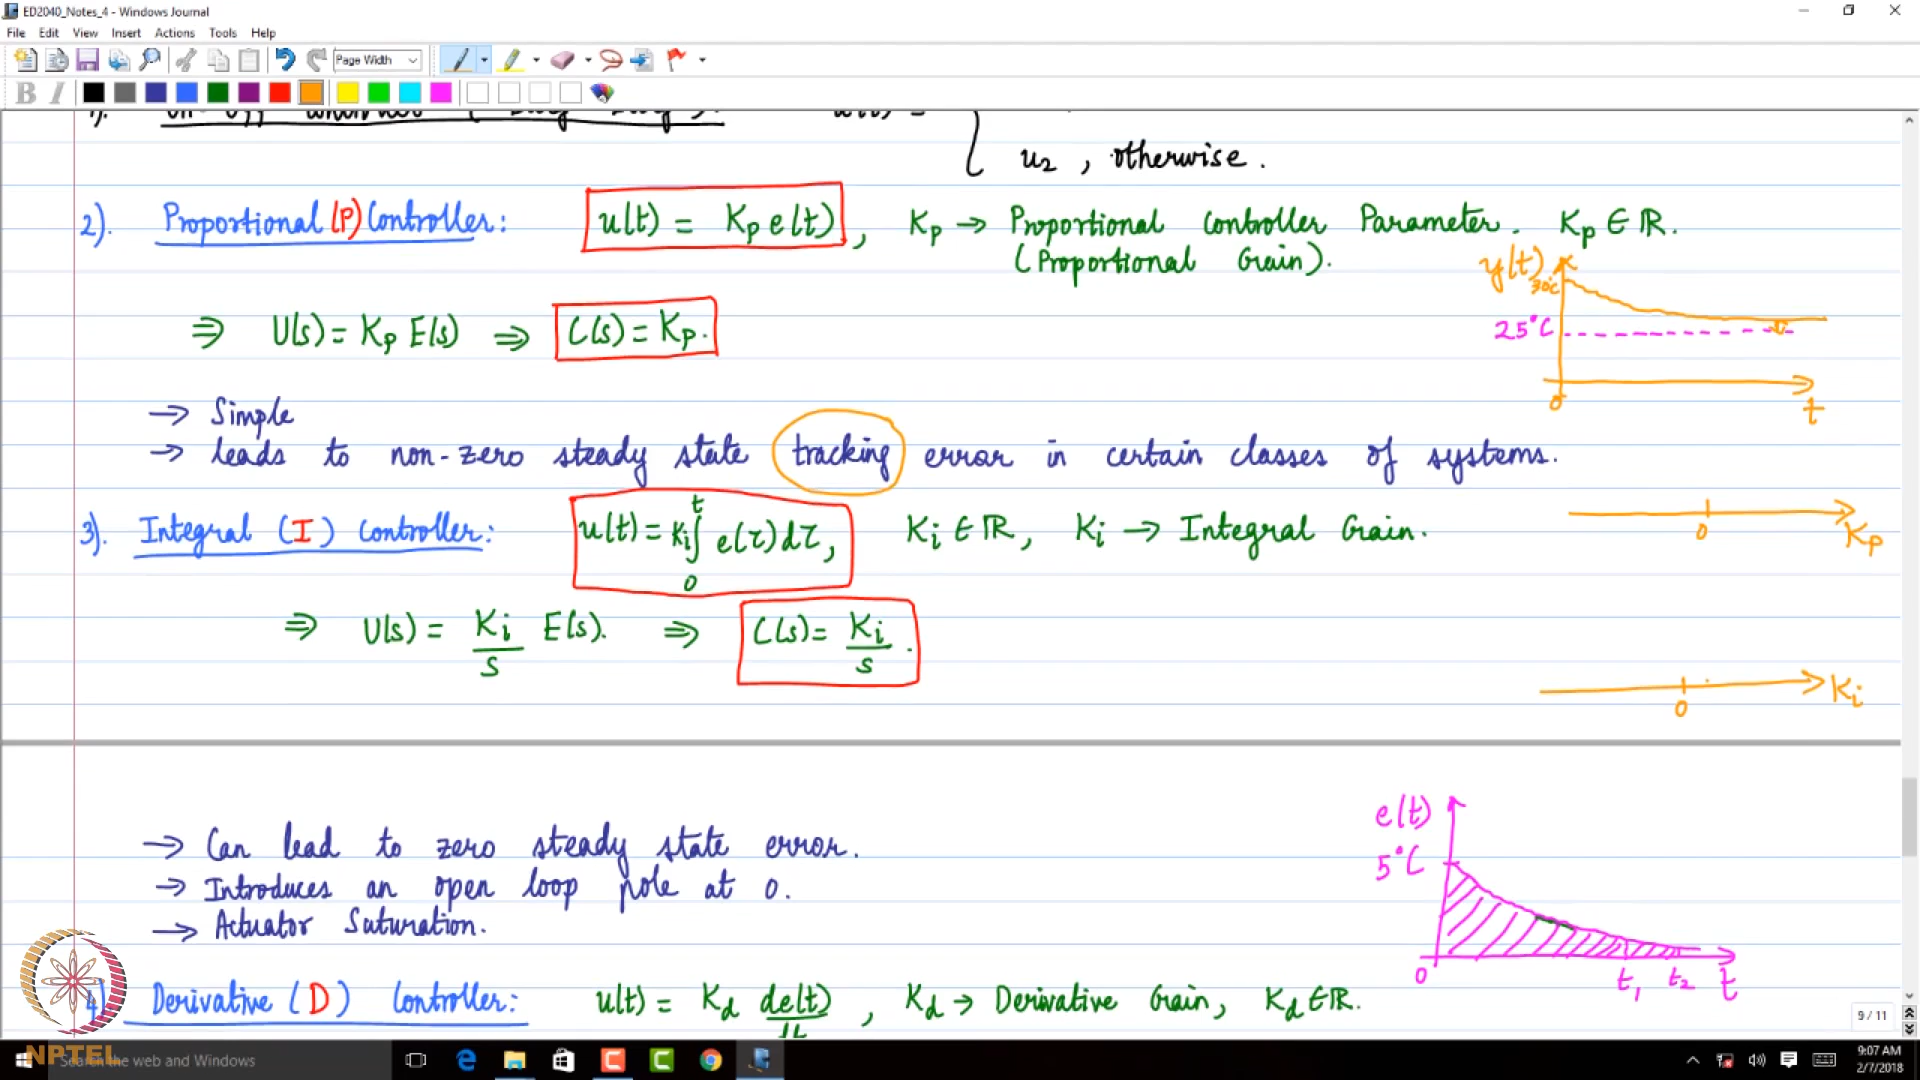 ED2040_Notes_4 - Windows Journal
File Edit View Insert Actions Tools Help
Page Width
B I
u₂ , otherwise.
2). Proportional (P) Controller: u(t) = Kp e(t) , Kp → Proportional Controller Parameter. Kp ∈ ℝ.
(Proportional Gain).
y(t)
30°C
25°C
0 t
⇒ U(s) = Kp E(s) ⇒ C(s) = Kp.
→ Simple
→ leads to non-zero steady state tracking error in certain classes of systems.
3). Integral (I) Controller: u(t) = Ki ∫₀ᵗ e(τ) dτ, Ki ∈ ℝ, Ki → Integral Gain.
0 Kp
⇒ U(s) = Ki/s E(s). ⇒ C(s) = Ki/s .
0 Ki
e(t)
5°C
0 t₁ t₂ t
→ Can lead to zero steady state error.
→ Introduces an open loop pole at 0.
→ Actuator Saturation.
4) Derivative (D) Controller: u(t) = Kd de(t)/dt , Kd → Derivative Gain, Kd ∈ ℝ.
9 / 11
NPTEL
Search the web and Windows
9:07 AM
2/7/2018